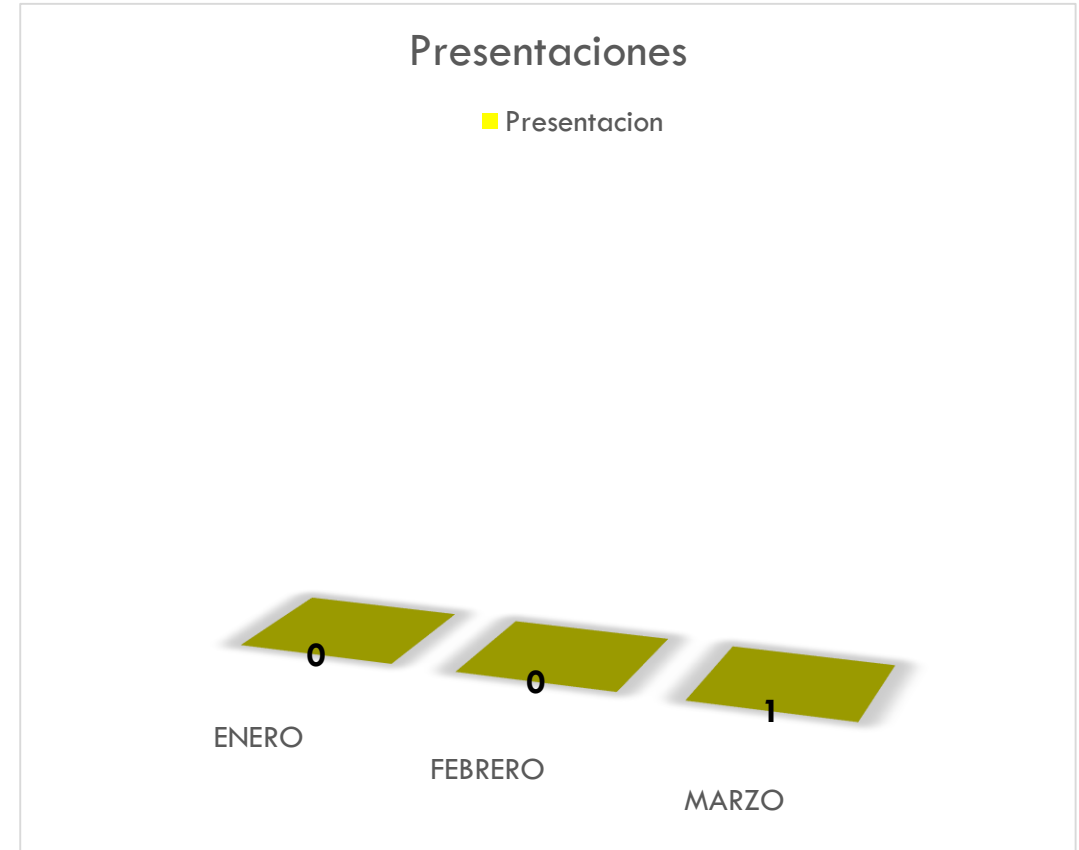 Presentaciones
Presentacion
0
0
1
ENERO
FEBRERO
MARZO